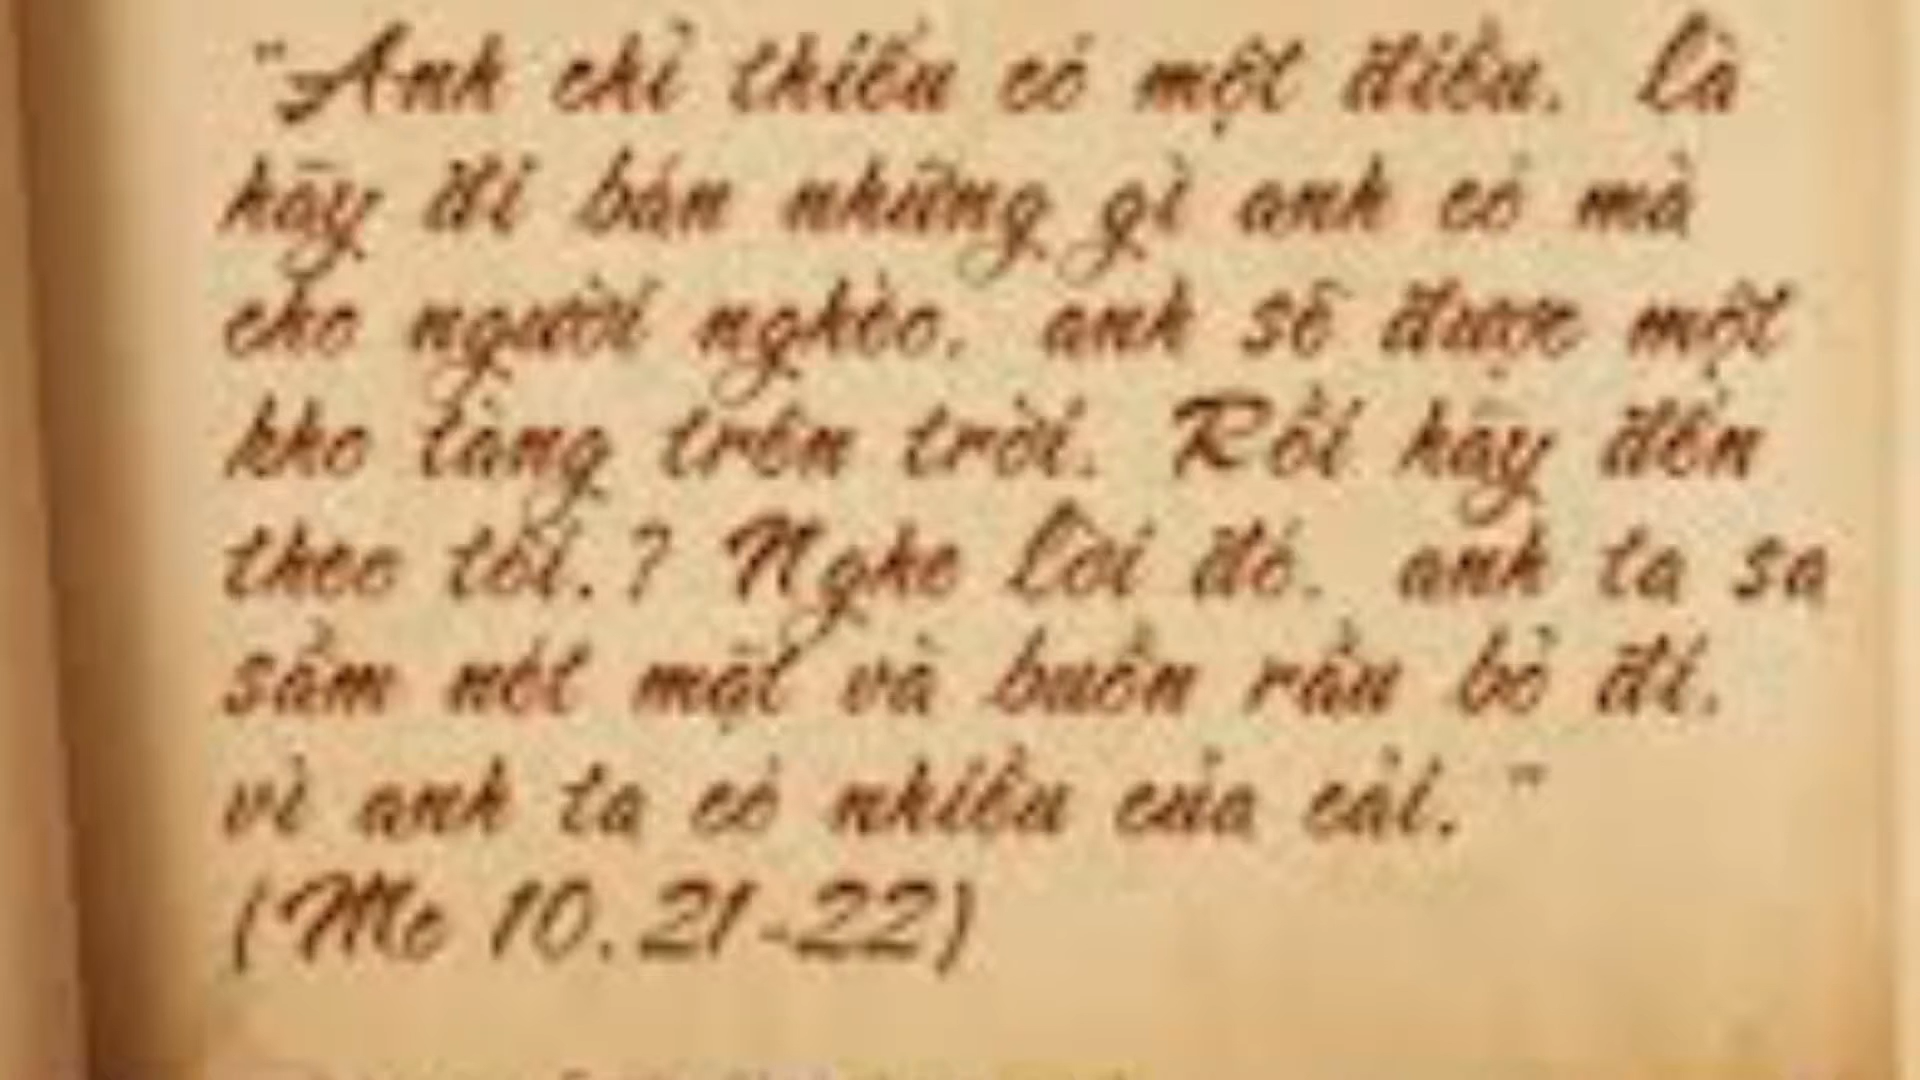 "Anh chỉ thiếu có một điều. Là
hãy đi bán những gì anh có mà
cho người nghèo, anh sẽ được một
kho tàng trên trời. Rồi hãy đến
theo tôi.? Nghe lời đó. anh ta sa
sầm nét mặt và buồn rầu bỏ đi,
vì anh ta có nhiều của cải."
(Mc 10,21-22)